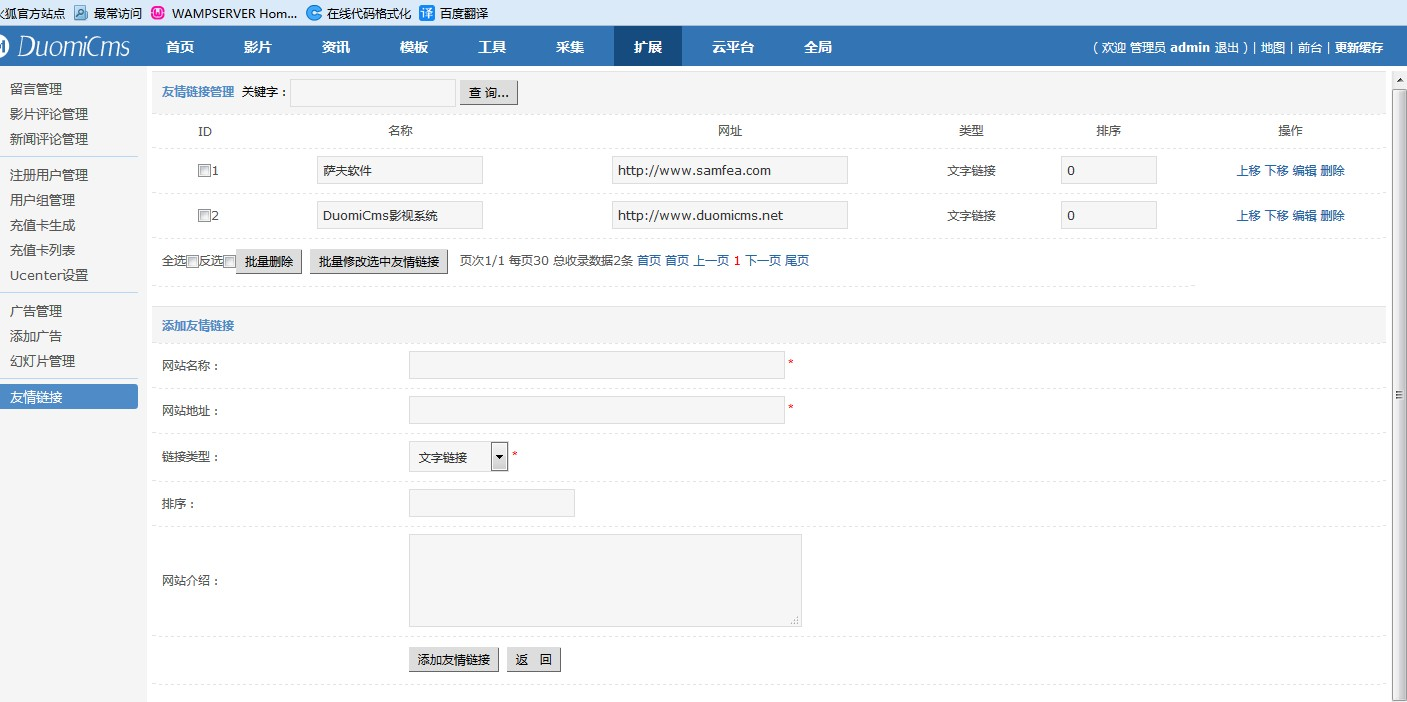 火狐官方站点 最常访问 WAMPSERVER Hom... 在线代码格式化 译 百度翻译
DuomiCms 首页 影片 资讯 模板 工具 采集 扩展 云平台 全局 ( 欢迎 管理员 admin 退出 ) | 地图 | 前台 | 更新缓存
留言管理
影片评论管理
新闻评论管理
注册用户管理
用户组管理
充值卡生成
充值卡列表
Ucenter设置
广告管理
添加广告
幻灯片管理
友情链接
友情链接管理 关键字： 查 询...
ID 名称 网址 类型 排序 操作
1 萨夫软件 http://www.samfea.com 文字链接 0 上移 下移 编辑 删除
2 DuomiCms影视系统 http://www.duomicms.net 文字链接 0 上移 下移 编辑 删除
全选 反选 批量删除 批量修改选中友情链接 页次1/1 每页30 总收录数据2条 首页 首页 上一页 1 下一页 尾页
添加友情链接
网站名称： *
网站地址： *
链接类型： 文字链接 *
排序：
网站介绍：
添加友情链接 返 回